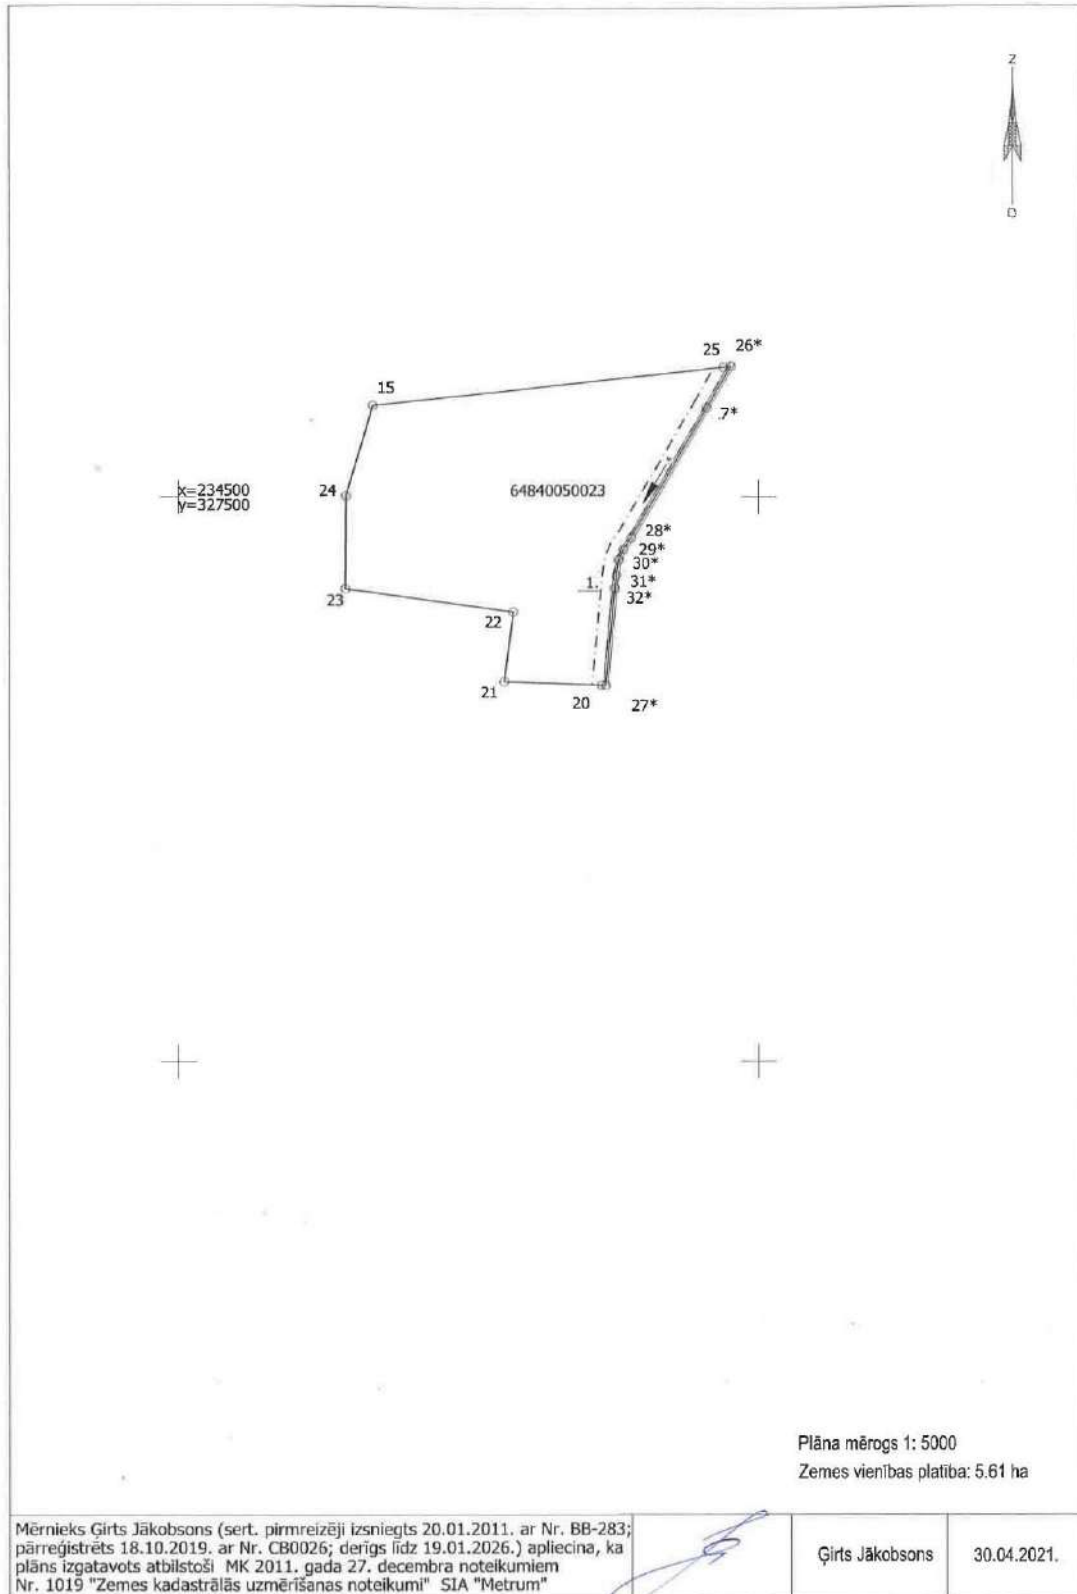 Z
D
25
26*
15
7*
x=234500
y=327500
24
64840050023
28*
29*
30*
1.
31*
32*
23
22
21
20
27*
Plāna mērogs 1: 5000
Zemes vienības platība: 5.61 ha
Mērnieks Ģirts Jākobsons (sert. pirmreizēji izsniegts 20.01.2011. ar Nr. BB-283;
pārreģistrēts 18.10.2019. ar Nr. CB0026; derīgs līdz 19.01.2026.) apliecina, ka
plāns izgatavots atbilstoši MK 2011. gada 27. decembra noteikumiem
Nr. 1019 "Zemes kadastrālās uzmērīšanas noteikumi" SIA "Metrum"
Ģirts Jākobsons
30.04.2021.